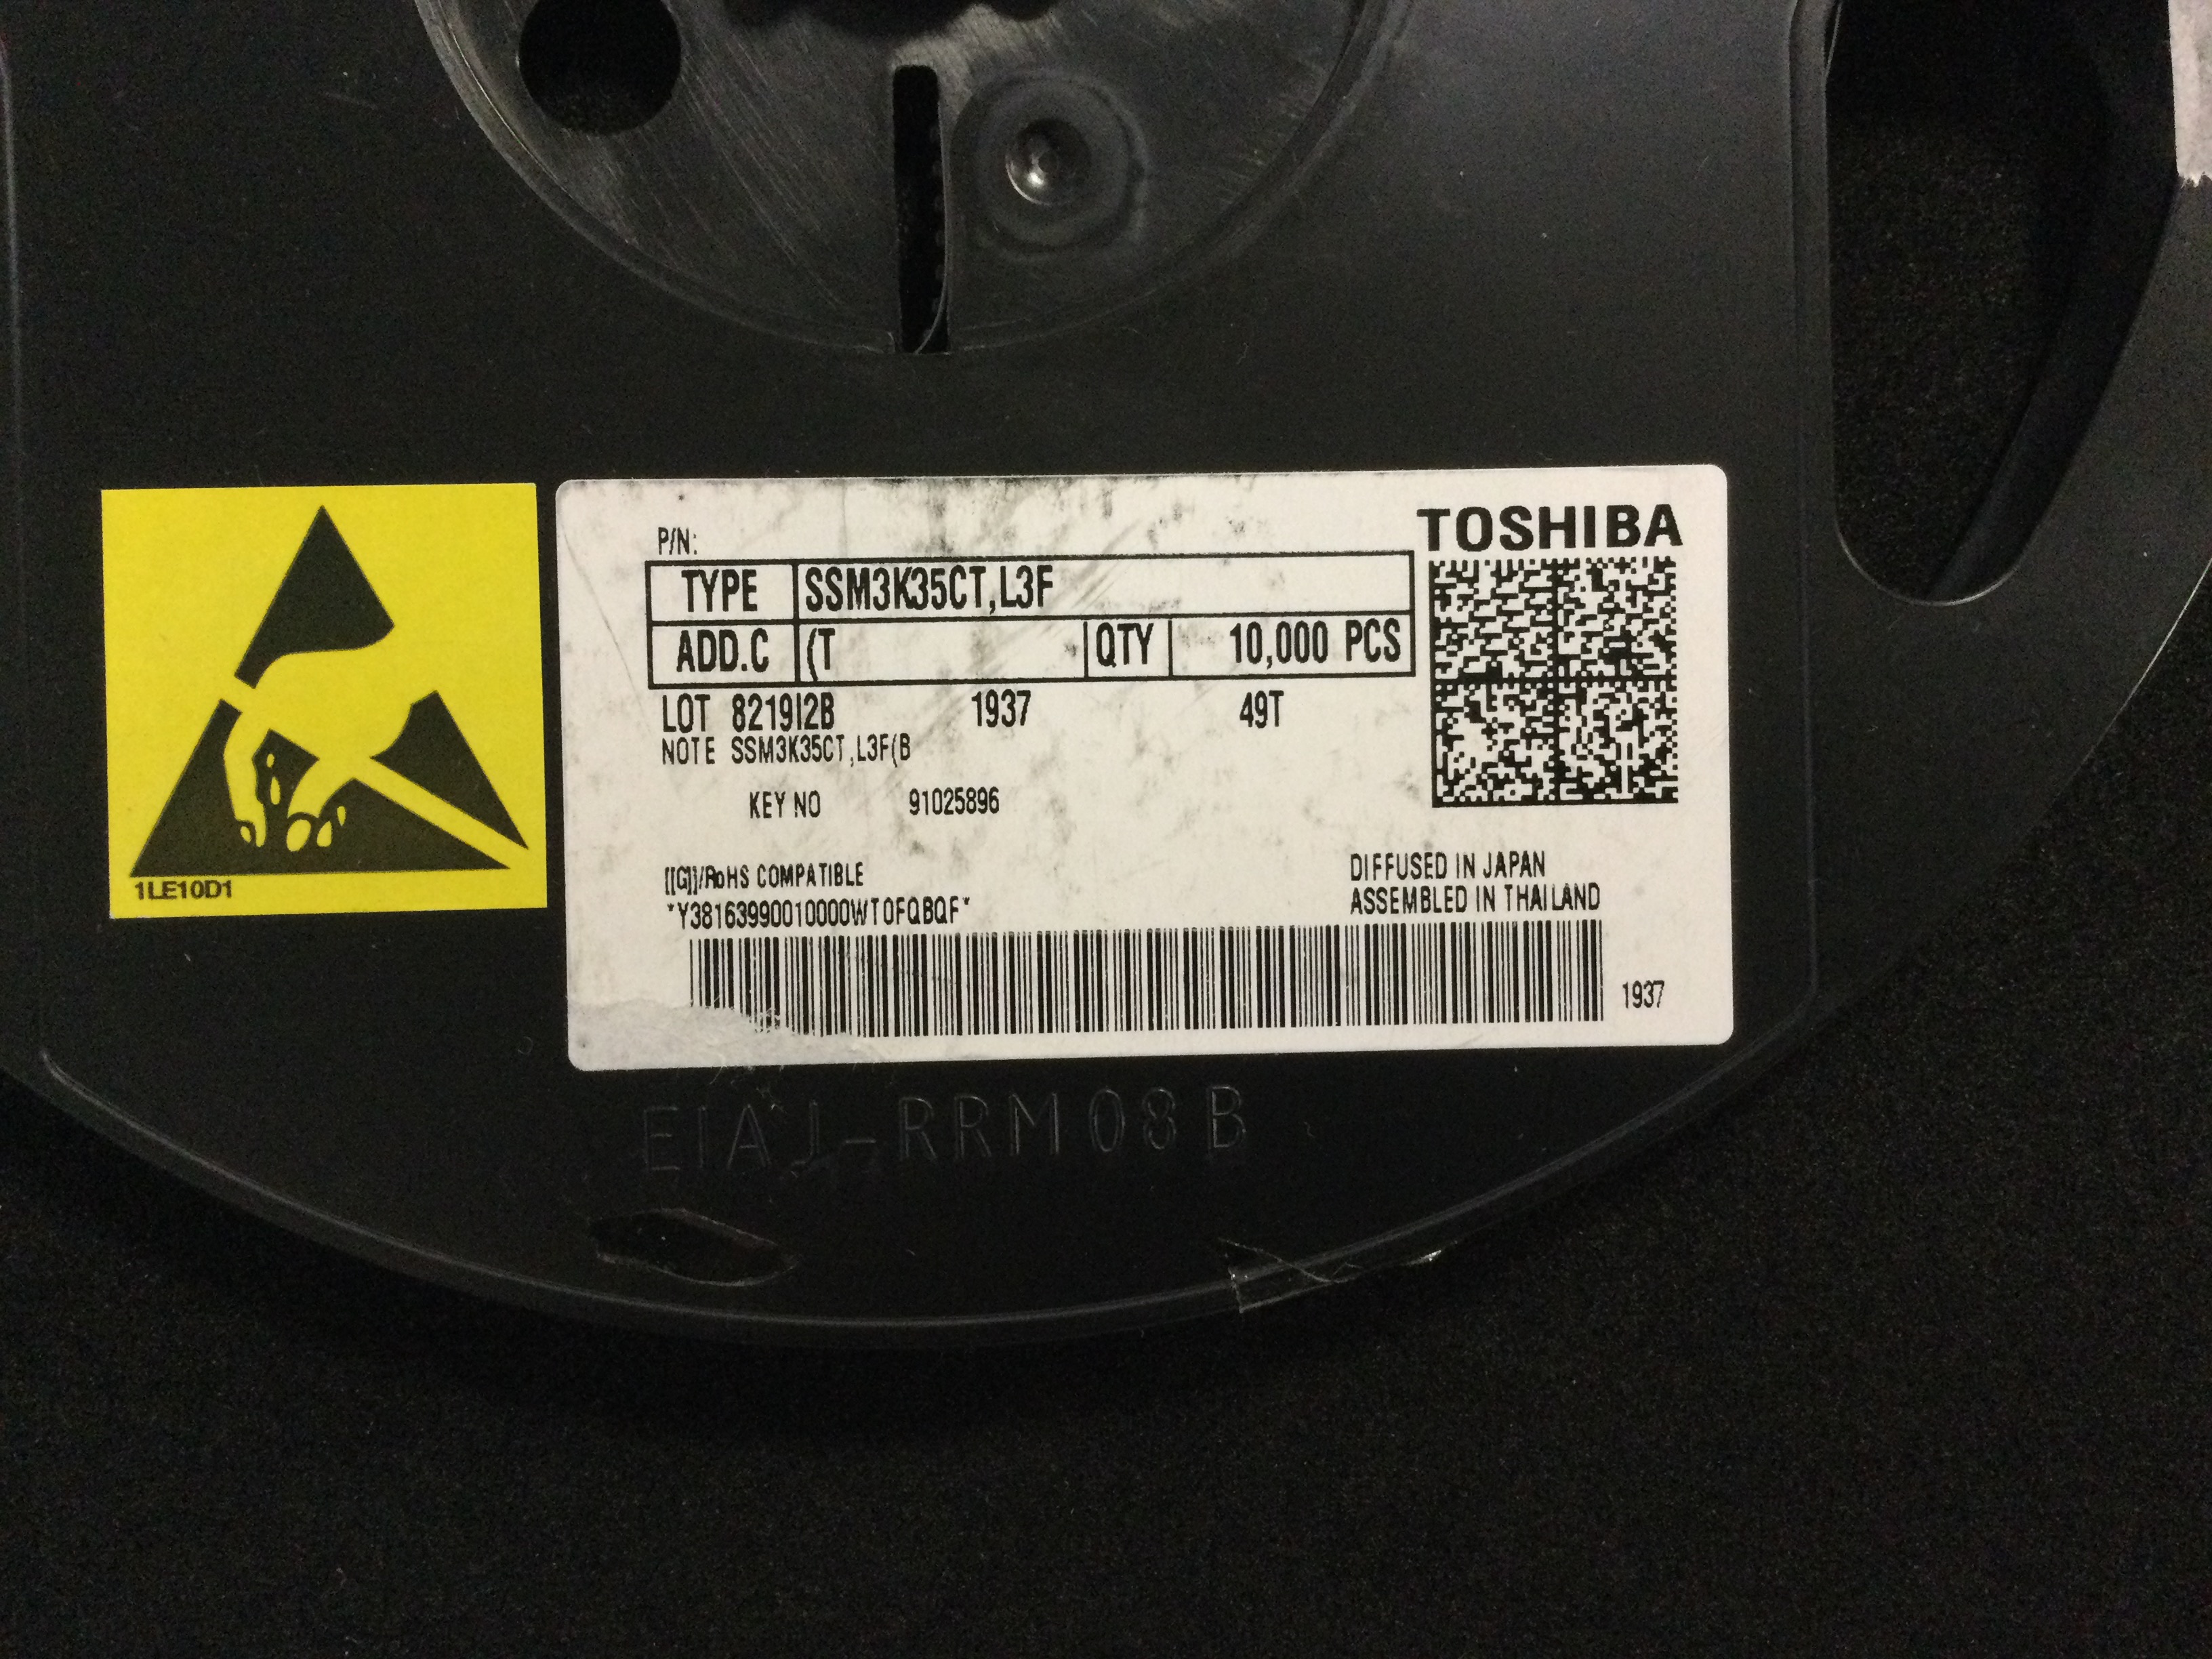 TOSHIBA
P/N:
TYPE SSM3K35CT,L3F
ADD.C (T QTY 10,000 PCS
LOT 8219I2B 1937 49T
NOTE SSM3K35CT,L3F(B
KEY NO 91025896
[[G]]/RoHS COMPATIBLE
*Y38163990010000WT0FQBQF*
DIFFUSED IN JAPAN
ASSEMBLED IN THAILAND
1937
1LE10D1
EIAJ-RRM08B